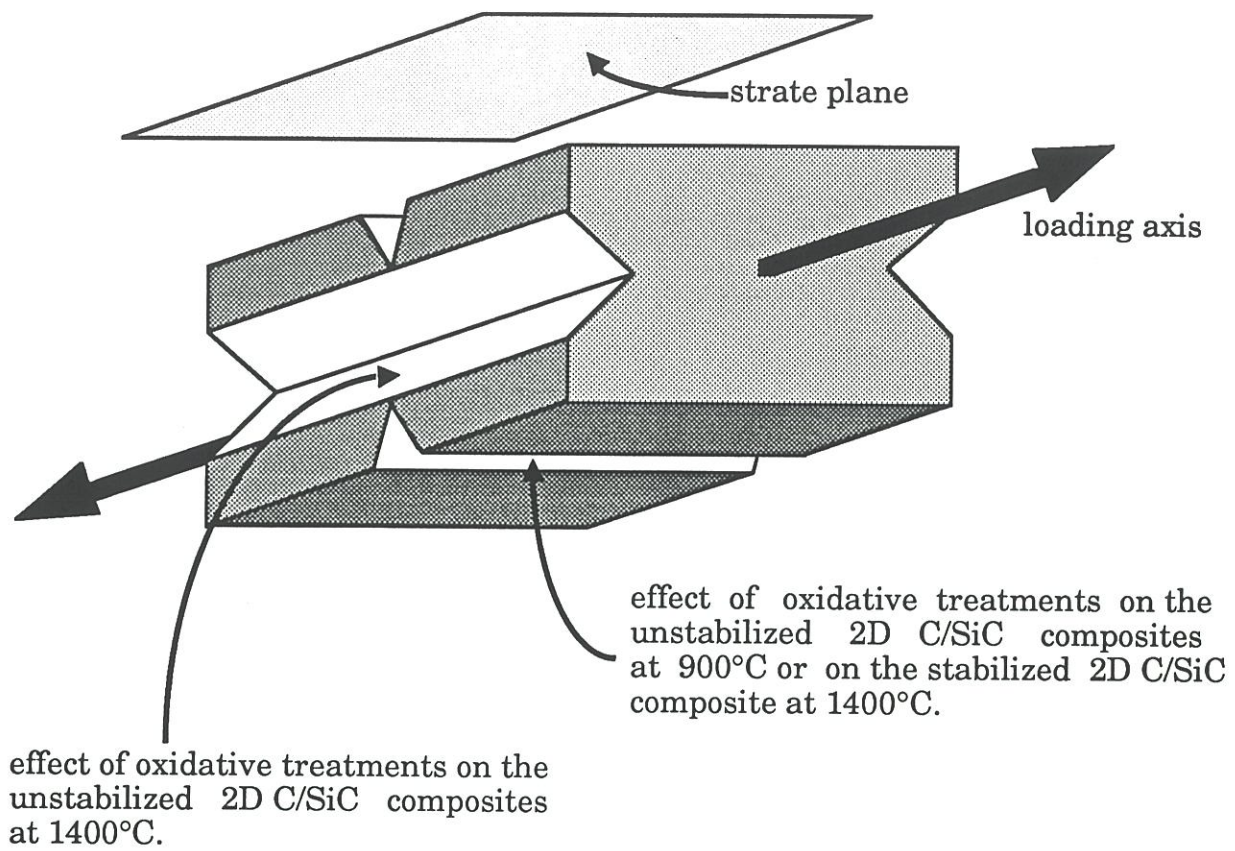 strate plane
loading axis
effect of oxidative treatments on the
unstabilized 2D C/SiC composites
at 900°C or on the stabilized 2D C/SiC
composite at 1400°C.
effect of oxidative treatments on the
unstabilized 2D C/SiC composites
at 1400°C.